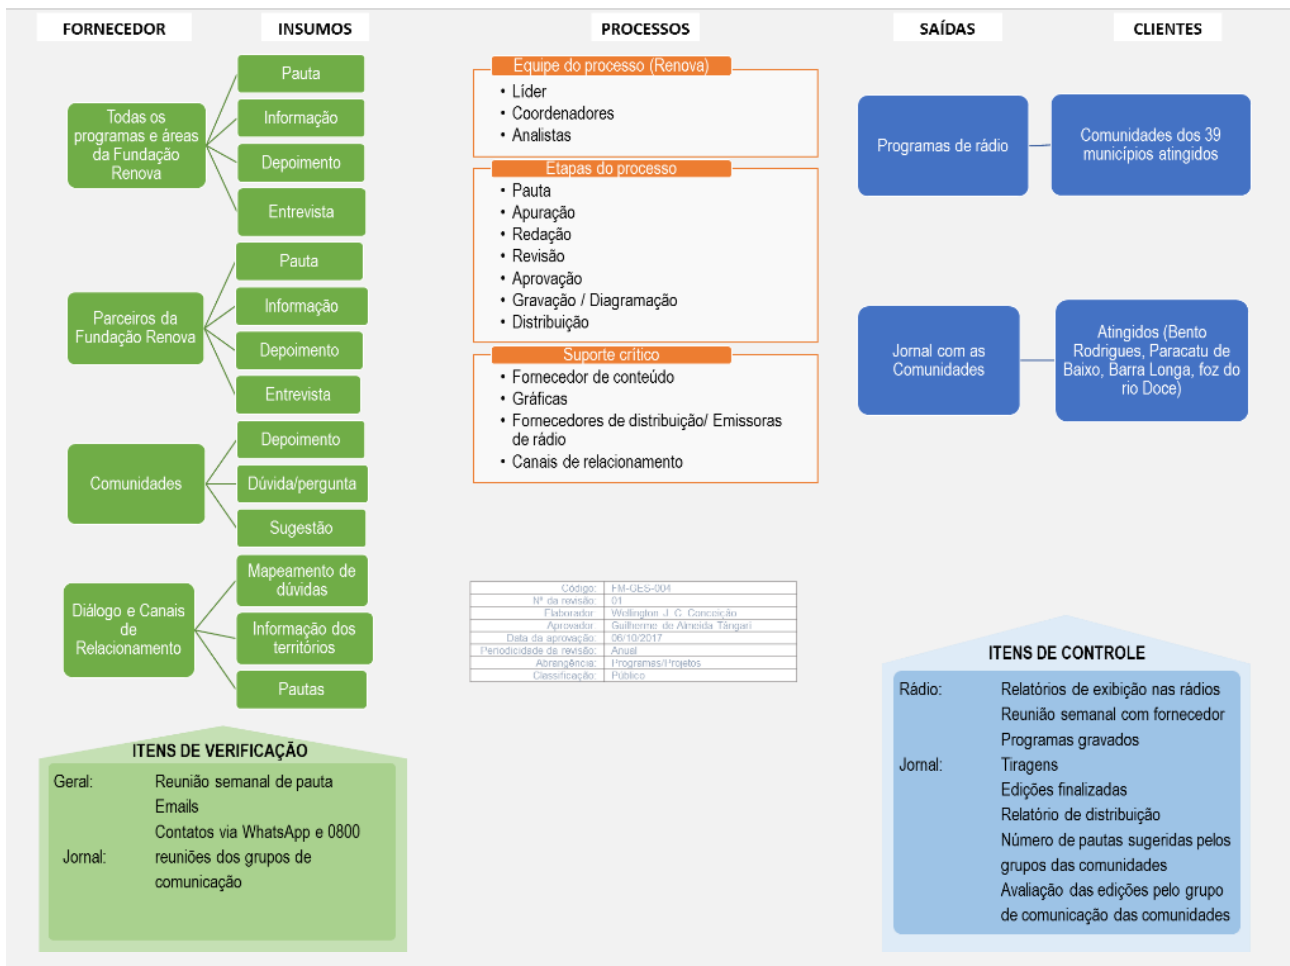 FORNECEDOR
INSUMOS
PROCESSOS
SAÍDAS
CLIENTES
Todas os
programas e áreas
da Fundação
Renova
Pauta
Informação
Depoimento
Entrevista
Parceiros da
Fundação Renova
Pauta
Informação
Depoimento
Entrevista
Comunidades
Depoimento
Dúvida/pergunta
Sugestão
Diálogo e Canais
de
Relacionamento
Mapeamento de
dúvidas
Informação dos
territórios
Pautas
ITENS DE VERIFICAÇÃO
Geral: Reunião semanal de pauta
Emails
Contatos via WhatsApp e 0800
Jornal: reuniões dos grupos de
comunicação
Equipe do processo (Renova)
• Líder
• Coordenadores
• Analistas
Etapas do processo
• Pauta
• Apuração
• Redação
• Revisão
• Aprovação
• Gravação / Diagramação
• Distribuição
Suporte crítico
• Fornecedor de conteúdo
• Gráficas
• Fornecedores de distribuição/ Emissoras
de rádio
• Canais de relacionamento
Código: FM-GES-004
Nº da revisão: 01
Elaborador: Wellington J. C. Conceição
Aprovador: Guilherme de Almeida Tângari
Data da aprovação: 06/10/2017
Periodicidade da revisão: Anual
Abrangência: Programas/Projetos
Classificação: Público
Programas de rádio
Comunidades dos 39
municípios atingidos
Jornal com as
Comunidades
Atingidos (Bento
Rodrigues, Paracatu de
Baixo, Barra Longa, foz do
rio Doce)
ITENS DE CONTROLE
Rádio: Relatórios de exibição nas rádios
Reunião semanal com fornecedor
Programas gravados
Jornal: Tiragens
Edições finalizadas
Relatório de distribuição
Número de pautas sugeridas pelos
grupos das comunidades
Avaliação das edições pelo grupo
de comunicação das comunidades